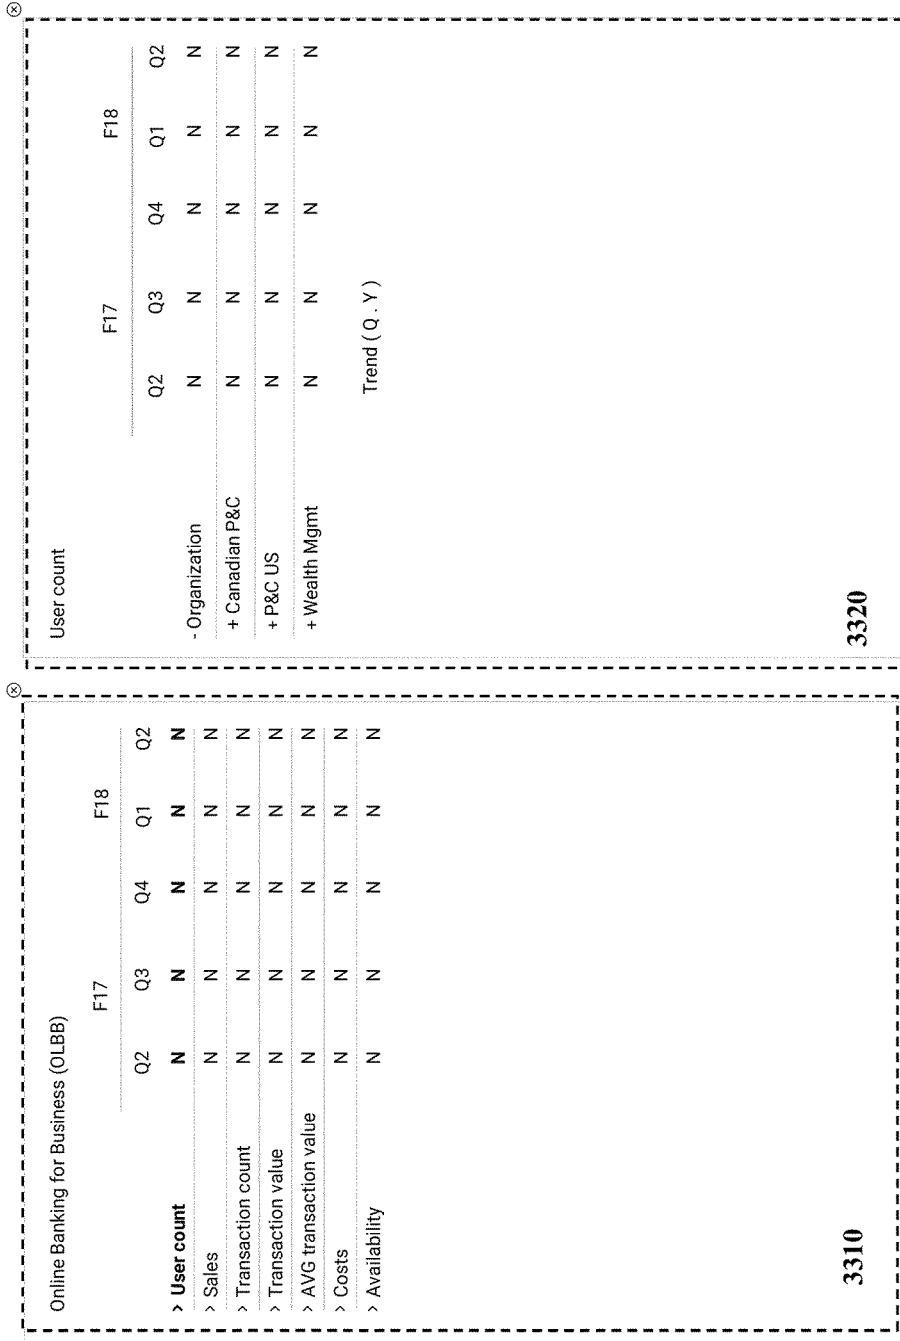 Online Banking for Business (OLBB)
F17 F18
Q2 Q3 Q4 Q1 Q2
> User count N N N N N
> Sales N N N N N
> Transaction count N N N N N
> Transaction value N N N N N
> AVG transaction value N N N N N
> Costs N N N N N
> Availability N N N N N
3310
User count
F17 F18
Q2 Q3 Q4 Q1 Q2
- Organization N N N N N
+ Canadian P&C N N N N N
+ P&C US N N N N N
+ Wealth Mgmt N N N N N
Trend ( Q . Y )
3320